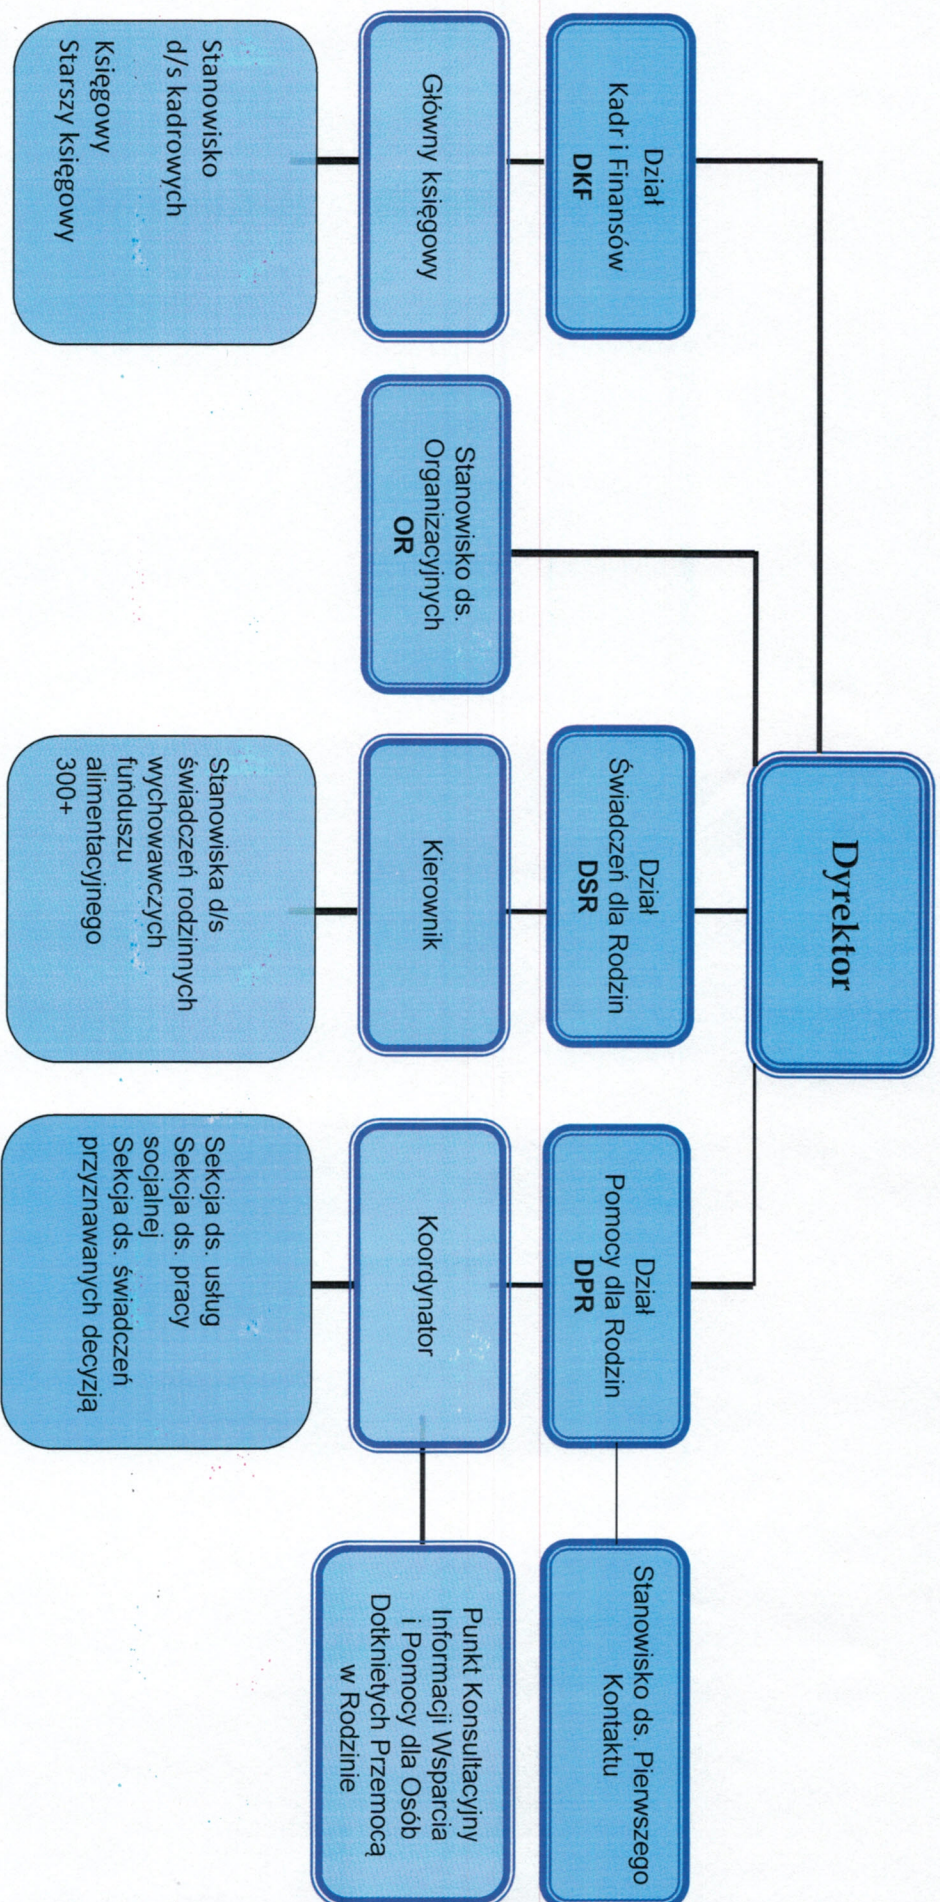 Dyrektor
Dział
Kadr i Finansów
DKF
Dział
Świadczeń dla Rodzin
DSR
Dział
Pomocy dla Rodzin
DPR
Stanowisko ds. Pierwszego
Kontaktu
Główny księgowy
Stanowisko ds.
Organizacyjnych
OR
Kierownik
Koordynator
Punkt Konsultacyjny
Informacji Wsparcia
i Pomocy dla Osób
Dotkniętych Przemocą
w Rodzinie
Stanowisko
d/s kadrowych
Księgowy
Starszy księgowy
Stanowiska d/s
świadczeń rodzinnych
wychowawczych
funduszu
alimentacyjnego
300+
Sekcja ds. usług
Sekcja ds. pracy
socjalnej
Sekcja ds. świadczeń
przyznawanych decyzją